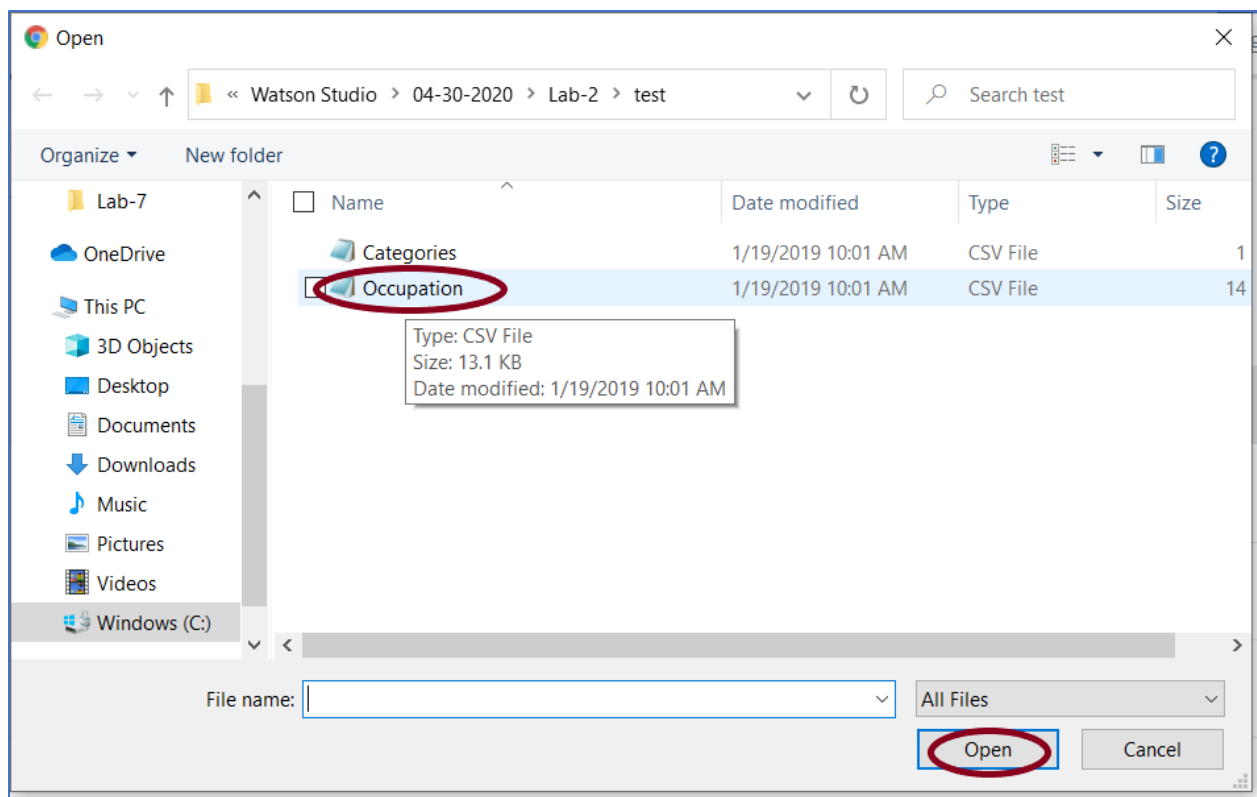 Open
« Watson Studio > 04-30-2020 > Lab-2 > test
Search test
Organize New folder
?
Lab-7
OneDrive
This PC
3D Objects
Desktop
Documents
Downloads
Music
Pictures
Videos
Windows (C:)
Name Date modified Type Size
Categories 1/19/2019 10:01 AM CSV File 1
Occupation 1/19/2019 10:01 AM CSV File 14
Type: CSV File
Size: 13.1 KB
Date modified: 1/19/2019 10:01 AM
File name: All Files
Open Cancel